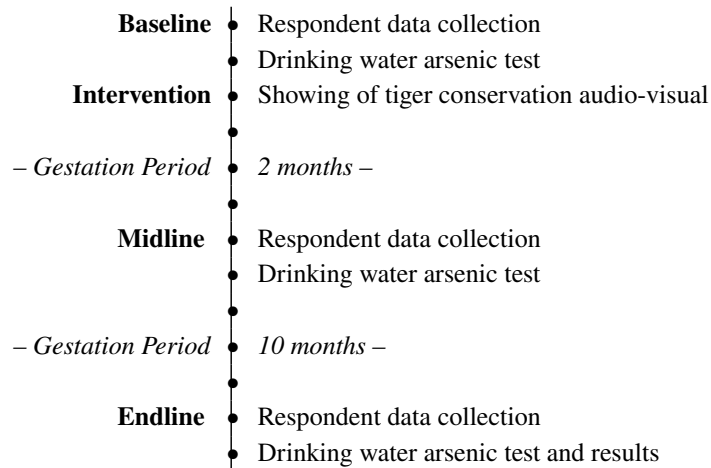 Baseline • Respondent data collection
• Drinking water arsenic test
Intervention • Showing of tiger conservation audio-visual
•
– Gestation Period • 2 months –
•
Midline • Respondent data collection
• Drinking water arsenic test
•
– Gestation Period • 10 months –
•
Endline • Respondent data collection
• Drinking water arsenic test and results